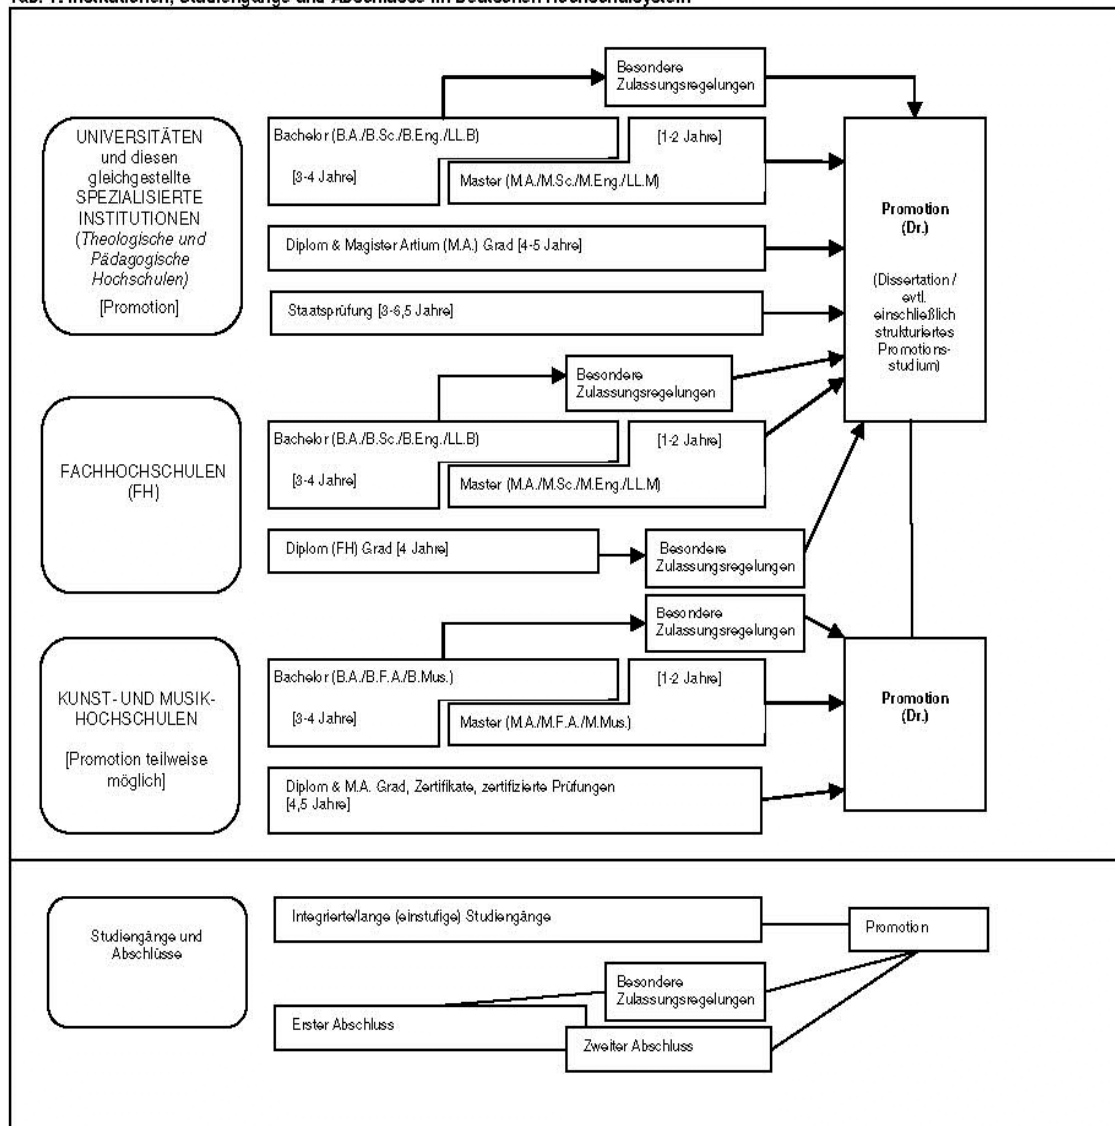 Tab. 1: Institutionen, Studiengänge und Abschlüsse im Deutschen Hochschulsystem
Besondere
Zulassungsregelungen
UNIVERSITÄTEN
und diesen
gleichgestellte
SPEZIALISIERTE
INSTITUTIONEN
(Theologische und
Pädagogische
Hochschulen)
[Promotion]
Bachelor (B.A./B.Sc./B.Eng./LL.B)
[1-2 Jahre]
[3-4 Jahre]
Master (M.A./M.Sc./M.Eng./LL.M)
Diplom & Magister Artium (M.A.) Grad [4-5 Jahre]
Staatsprüfung [3-6,5 Jahre]
Promotion
(Dr.)
(Dissertation /
evtl.
einschließlich
strukturiertes
Promotions-
studium)
Besondere
Zulassungsregelungen
FACHHOCHSCHULEN
(FH)
Bachelor (B.A./B.Sc./B.Eng./LL.B)
[1-2 Jahre]
[3-4 Jahre]
Master (M.A./M.Sc./M.Eng./LL.M)
Diplom (FH) Grad [4 Jahre]
Besondere
Zulassungsregelungen
Besondere
Zulassungsregelungen
KUNST- UND MUSIK-
HOCHSCHULEN
[Promotion teilweise
möglich]
Bachelor (B.A./B.F.A./B.Mus.)
[1-2 Jahre]
[3-4 Jahre]
Master (M.A./M.F.A./M.Mus.)
Diplom & M.A. Grad, Zertifikate, zertifizierte Prüfungen
[4,5 Jahre]
Promotion
(Dr.)
Studiengänge und
Abschlüsse
Integrierte/lange (einstufige) Studiengänge
Promotion
Besondere
Zulassungsregelungen
Erster Abschluss
Zweiter Abschluss